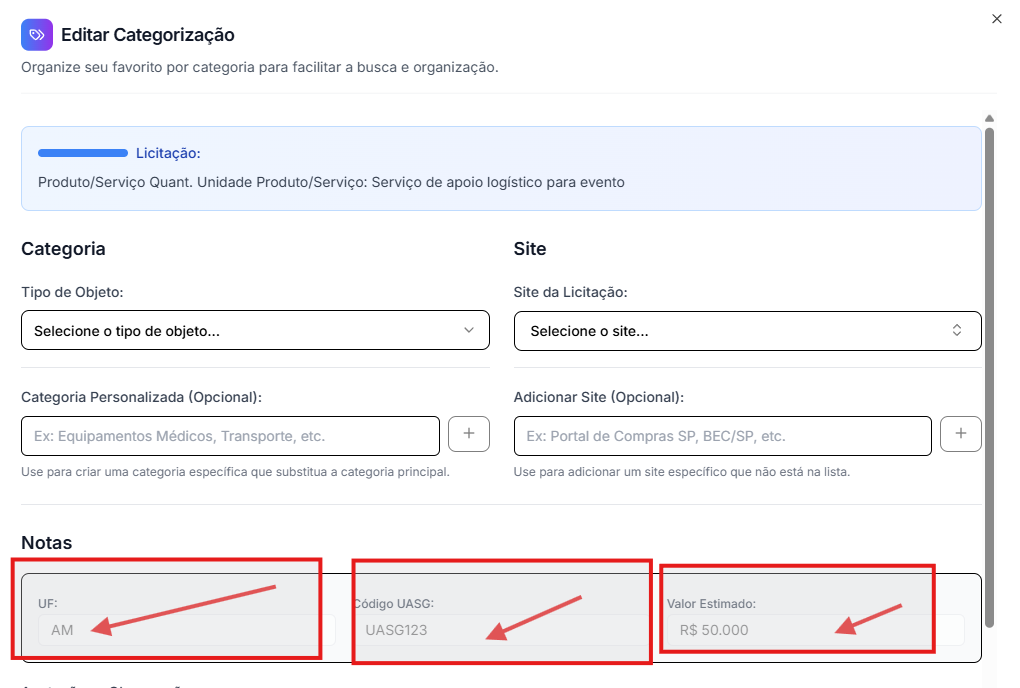 Editar Categorização
Organize seu favorito por categoria para facilitar a busca e organização.
Licitação:
Produto/Serviço Quant. Unidade Produto/Serviço: Serviço de apoio logístico para evento
Categoria
Site
Tipo de Objeto:
Site da Licitação:
Selecione o tipo de objeto...
Selecione o site...
Categoria Personalizada (Opcional):
Adicionar Site (Opcional):
Ex: Equipamentos Médicos, Transporte, etc.
Ex: Portal de Compras SP, BEC/SP, etc.
Use para criar uma categoria específica que substitua a categoria principal.
Use para adicionar um site específico que não está na lista.
Notas
UF:
Código UASG:
Valor Estimado:
AM
UASG123
R$ 50.000